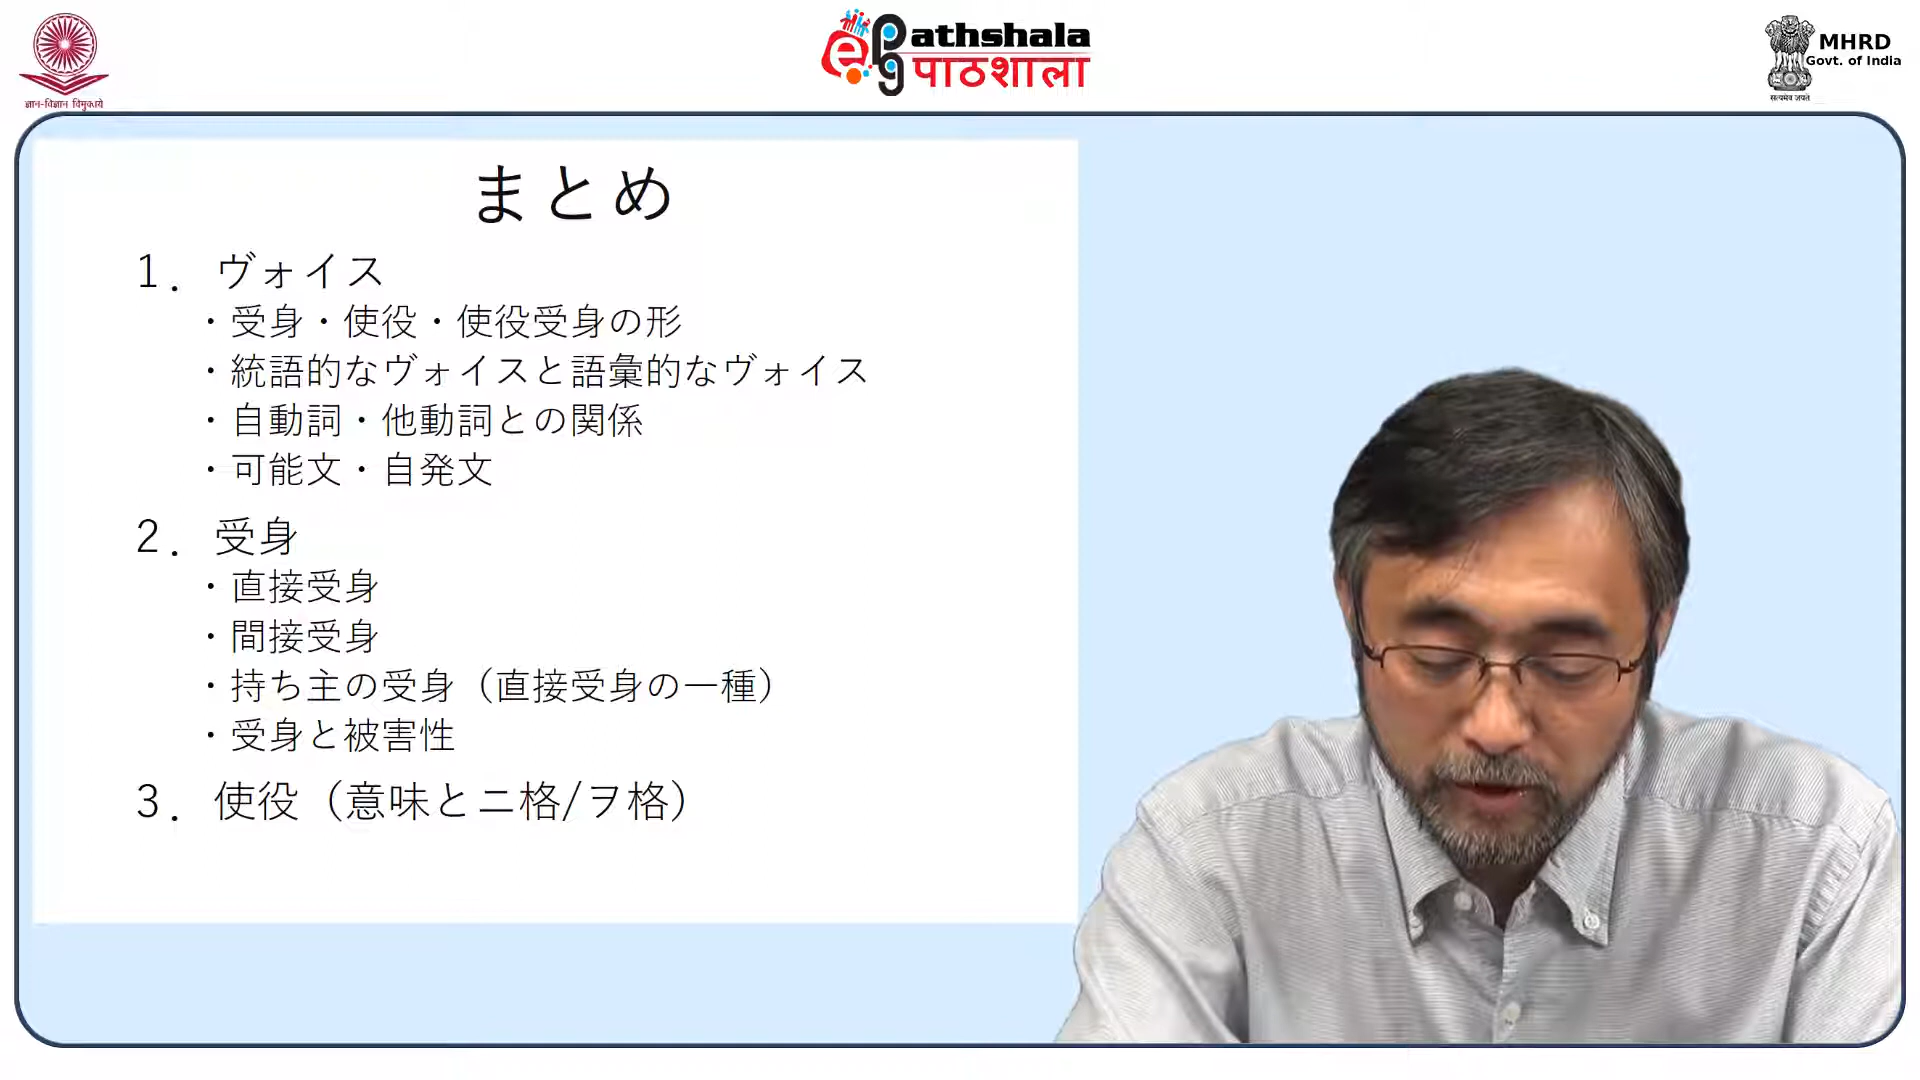 ज्ञान-विज्ञान विमुक्तये
ePathshala
पाठशाला
MHRD
Govt. of India
सत्यमेव जयते
まとめ
1. ヴォイス
・受身・使役・使役受身の形
・統語的なヴォイスと語彙的なヴォイス
・自動詞・他動詞との関係
・可能文・自発文
2. 受身
・直接受身
・間接受身
・持ち主の受身（直接受身の一種）
・受身と被害性
3. 使役（意味とニ格/ヲ格）